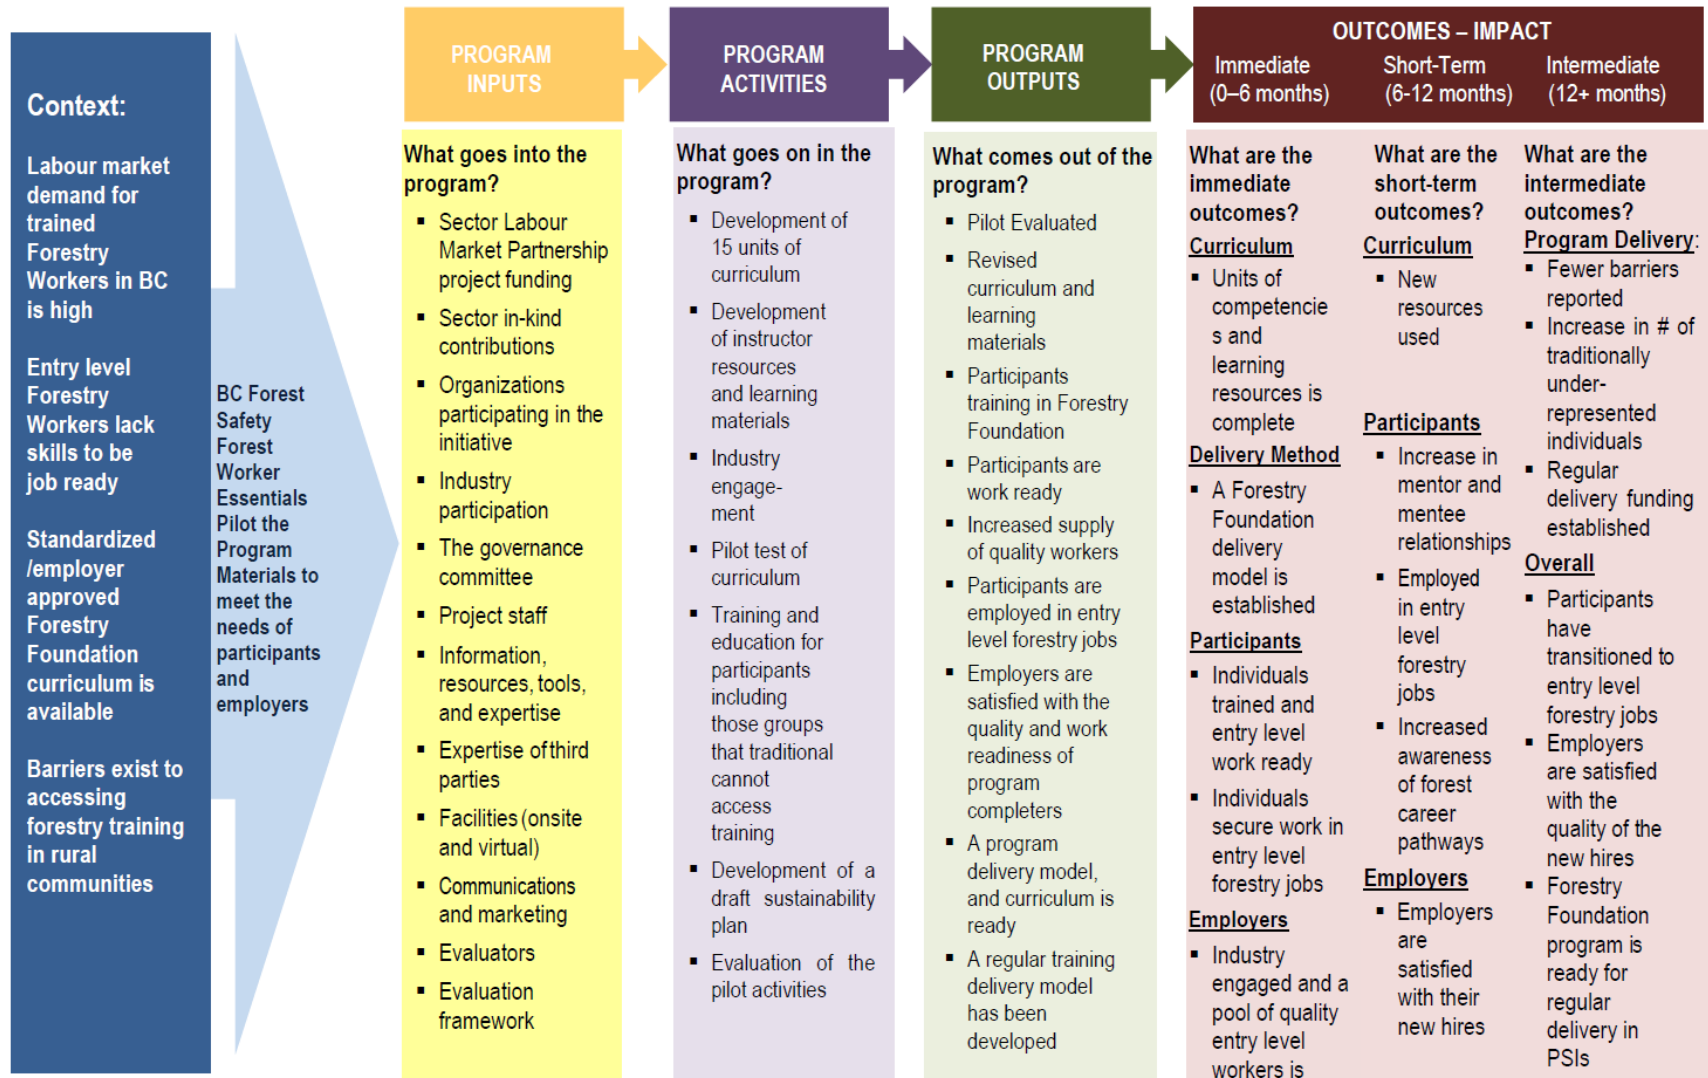 Context:
Labour market
demand for
trained
Forestry
Workers in BC
is high
Entry level
Forestry
Workers lack
skills to be
job ready
Standardized
/employer
approved
Forestry
Foundation
curriculum is
available
Barriers exist to
accessing
forestry training
in rural
communities
BC Forest
Safety
Forest
Worker
Essentials
Pilot the
Program
Materials to
meet the
needs of
participants
and
employers
PROGRAM
INPUTS
What goes into the
program?
▪ Sector Labour
Market Partnership
project funding
▪ Sector in-kind
contributions
▪ Organizations
participating in the
initiative
▪ Industry
participation
▪ The governance
committee
▪ Project staff
▪ Information,
resources, tools,
and expertise
▪ Expertise of third
parties
▪ Facilities (onsite
and virtual)
▪ Communications
and marketing
▪ Evaluators
▪ Evaluation
framework
PROGRAM
ACTIVITIES
What goes on in the
program?
▪ Development of
15 units of
curriculum
▪ Development
of instructor
resources
and learning
materials
▪ Industry
engage-
ment
▪ Pilot test of
curriculum
▪ Training and
education for
participants
including
those groups
that traditional
cannot
access
training
▪ Development of a
draft sustainability
plan
▪ Evaluation of the
pilot activities
PROGRAM
OUTPUTS
What comes out of the
program?
▪ Pilot Evaluated
▪ Revised
curriculum and
learning
materials
▪ Participants
training in Forestry
Foundation
▪ Participants are
work ready
▪ Increased supply
of quality workers
▪ Participants are
employed in entry
level forestry jobs
▪ Employers are
satisfied with the
quality and work
readiness of
program
completers
▪ A program
delivery model,
and curriculum is
ready
▪ A regular training
delivery model
has been
developed
OUTCOMES – IMPACT
Immediate
(0–6 months)
Short-Term
(6-12 months)
Intermediate
(12+ months)
What are the
immediate
outcomes?
Curriculum
▪ Units of
competencie
s and
learning
resources is
complete
Delivery Method
▪ A Forestry
Foundation
delivery
model is
established
Participants
▪ Individuals
trained and
entry level
work ready
▪ Individuals
secure work in
entry level
forestry jobs
Employers
▪ Industry
engaged and a
pool of quality
entry level
workers is
What are the
short-term
outcomes?
Curriculum
▪ New
resources
used
Participants
▪ Increase in
mentor and
mentee
relationships
▪ Employed
in entry
level
forestry
jobs
▪ Increased
awareness
of forest
career
pathways
Employers
▪ Employers
are
satisfied
with their
new hires
What are the
intermediate
outcomes?
Program Delivery:
▪ Fewer barriers
reported
▪ Increase in # of
traditionally
under-
represented
individuals
▪ Regular
delivery funding
established
Overall
▪ Participants
have
transitioned to
entry level
forestry jobs
▪ Employers
are satisfied
with the
quality of the
new hires
▪ Forestry
Foundation
program is
ready for
regular
delivery in
PSIs